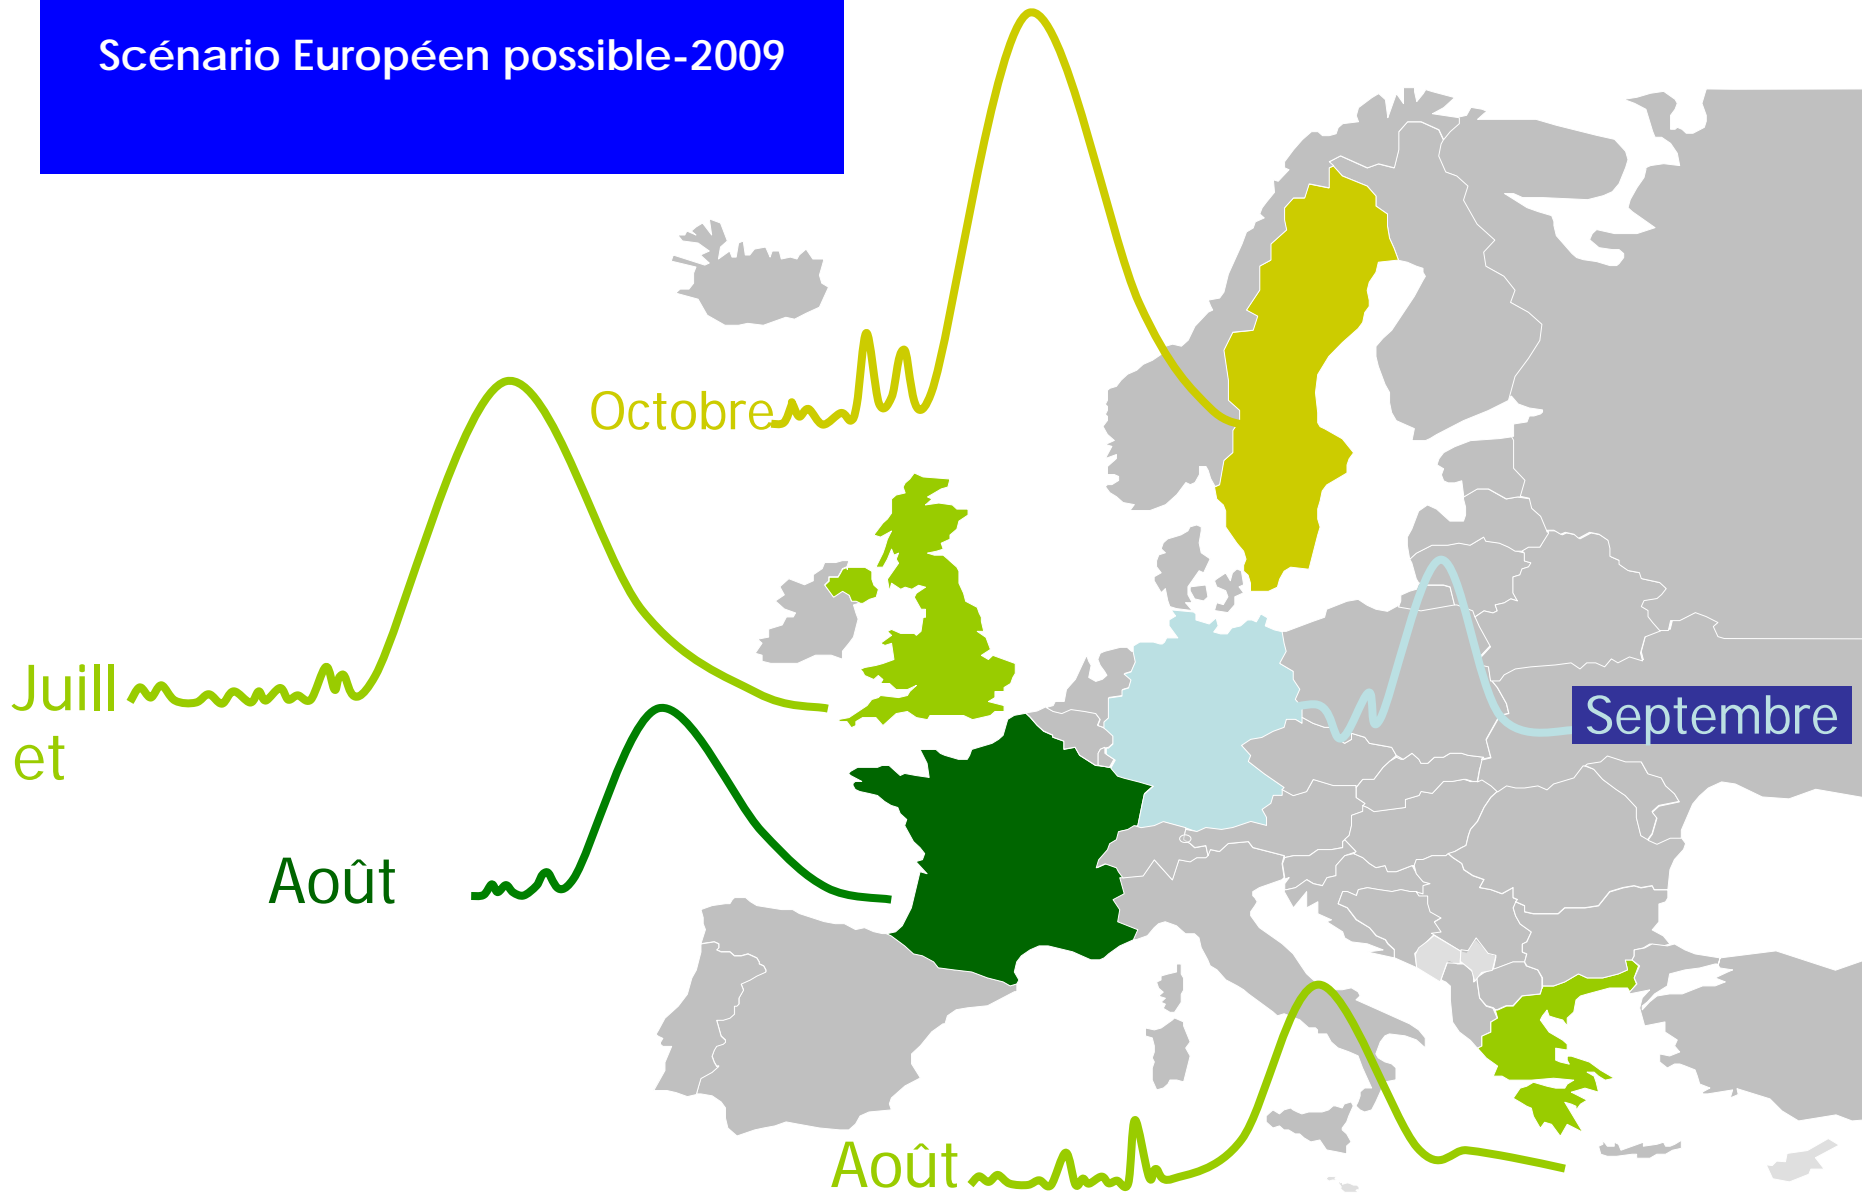 Scénario Européen possible-2009
Octobre
Juill
et
Septembre
Août
Août